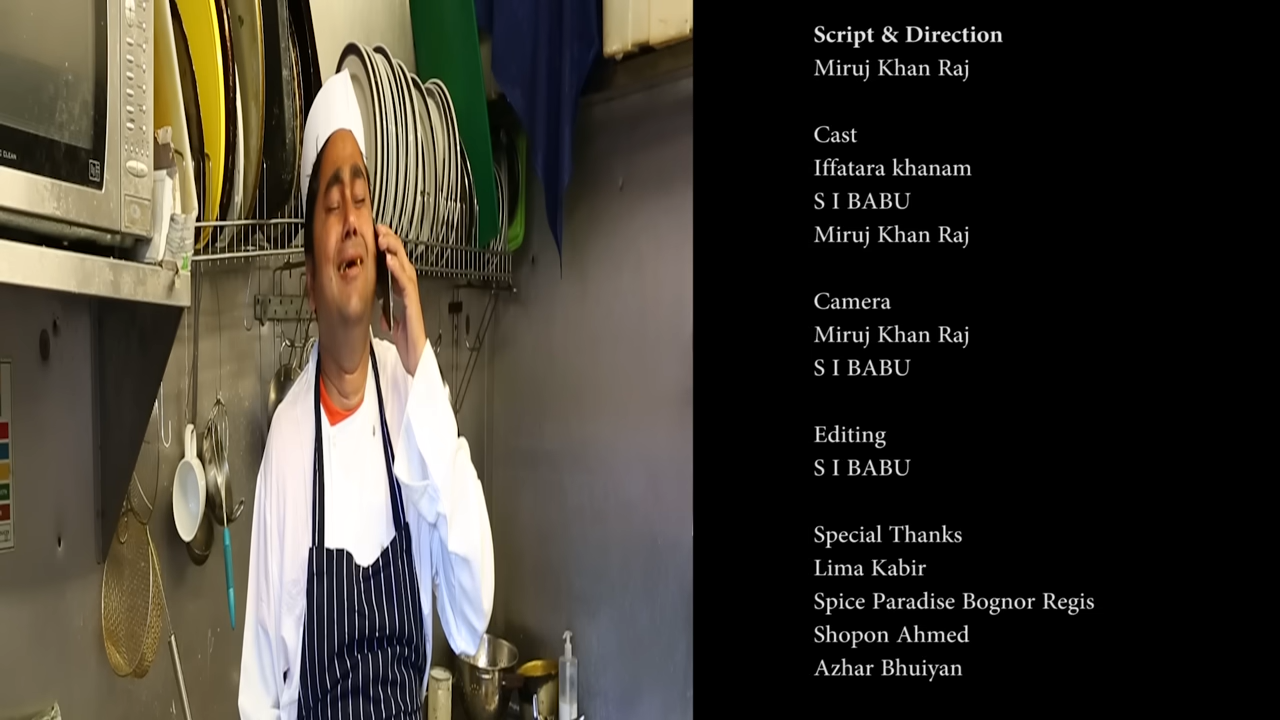 Script & Direction
Miruj Khan Raj
Cast
Iffatara khanam
S I BABU
Miruj Khan Raj
Camera
Miruj Khan Raj
S I BABU
Editing
S I BABU
Special Thanks
Lima Kabir
Spice Paradise Bognor Regis
Shopon Ahmed
Azhar Bhuiyan